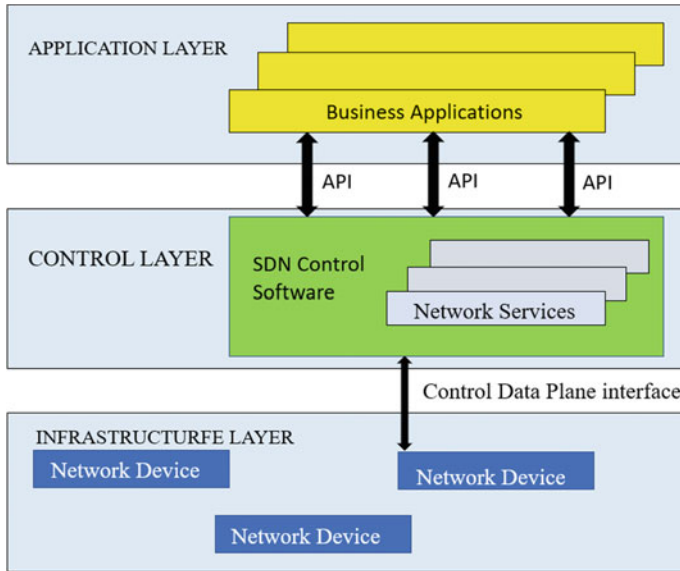 APPLICATION LAYER
Business Applications
API
API
API
CONTROL LAYER
SDN Control
Software
Network Services
Control Data Plane interface
INFRASTRUCTURFE LAYER
Network Device
Network Device
Network Device